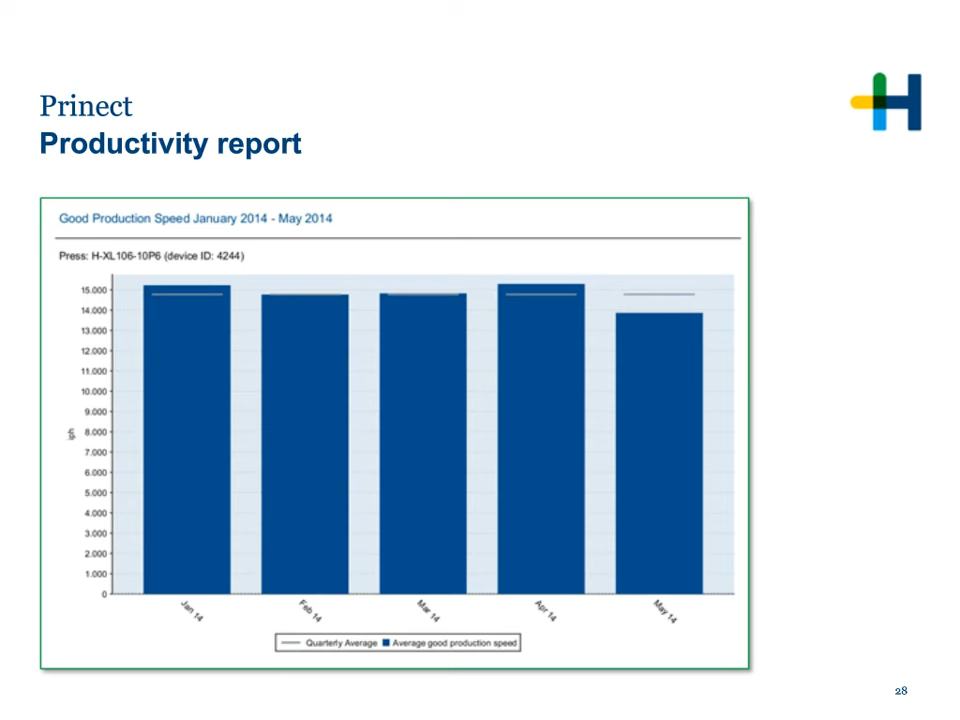 Prinect
Productivity report
Good Production Speed January 2014 - May 2014
Press: H-XL106-10P6 (device ID: 4244)
15.000
14.000
13.000
12.000
11.000
10.000
9.000
8.000
7.000
6.000
5.000
4.000
3.000
2.000
1.000
0
iph
Jan 14
Feb 14
Mar 14
Apr 14
May 14
Quarterly Average
Average good production speed
28